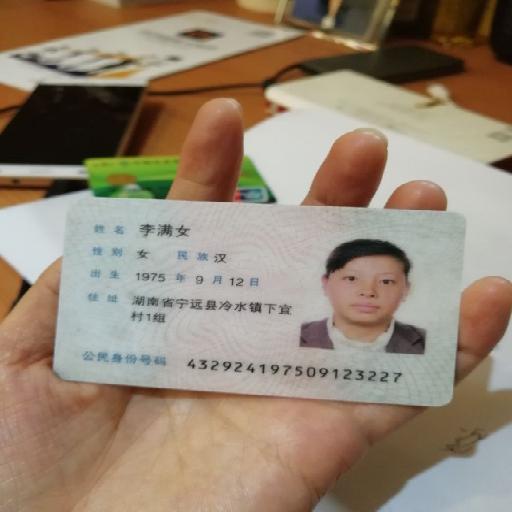 姓名 李满女
性别 女 民族 汉
出生 1975 年 9 月 12 日
住址 湖南省宁远县冷水镇下宜
村1组
公民身份号码 432924197509123227